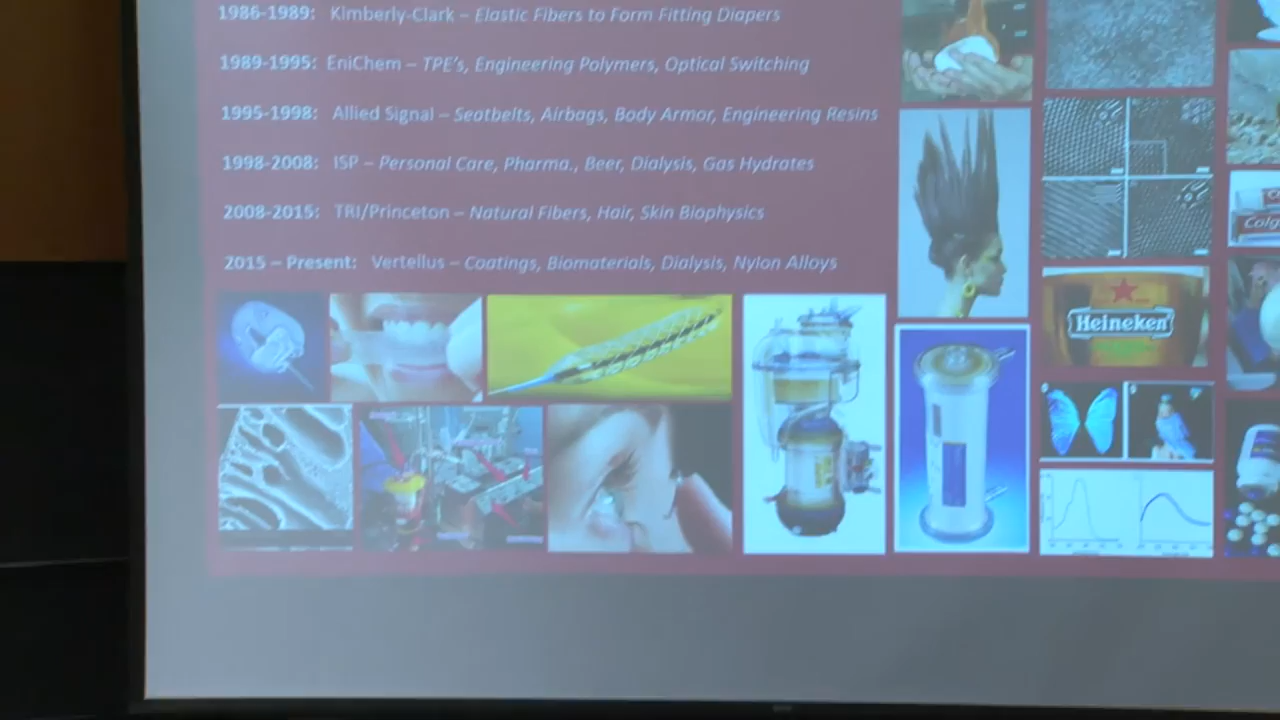 1986-1989: Kimberly-Clark – Elastic Fibers to Form Fitting Diapers
1989-1995: EniChem – TPE's, Engineering Polymers, Optical Switching
1995-1998: Allied Signal – Seatbelts, Airbags, Body Armor, Engineering Resins
1998-2008: ISP – Personal Care, Pharma., Beer, Dialysis, Gas Hydrates
2008-2015: TRI/Princeton – Natural Fibers, Hair, Skin Biophysics
2015 – Present: Vertellus – Coatings, Biomaterials, Dialysis, Nylon Alloys
Colg
Heineken